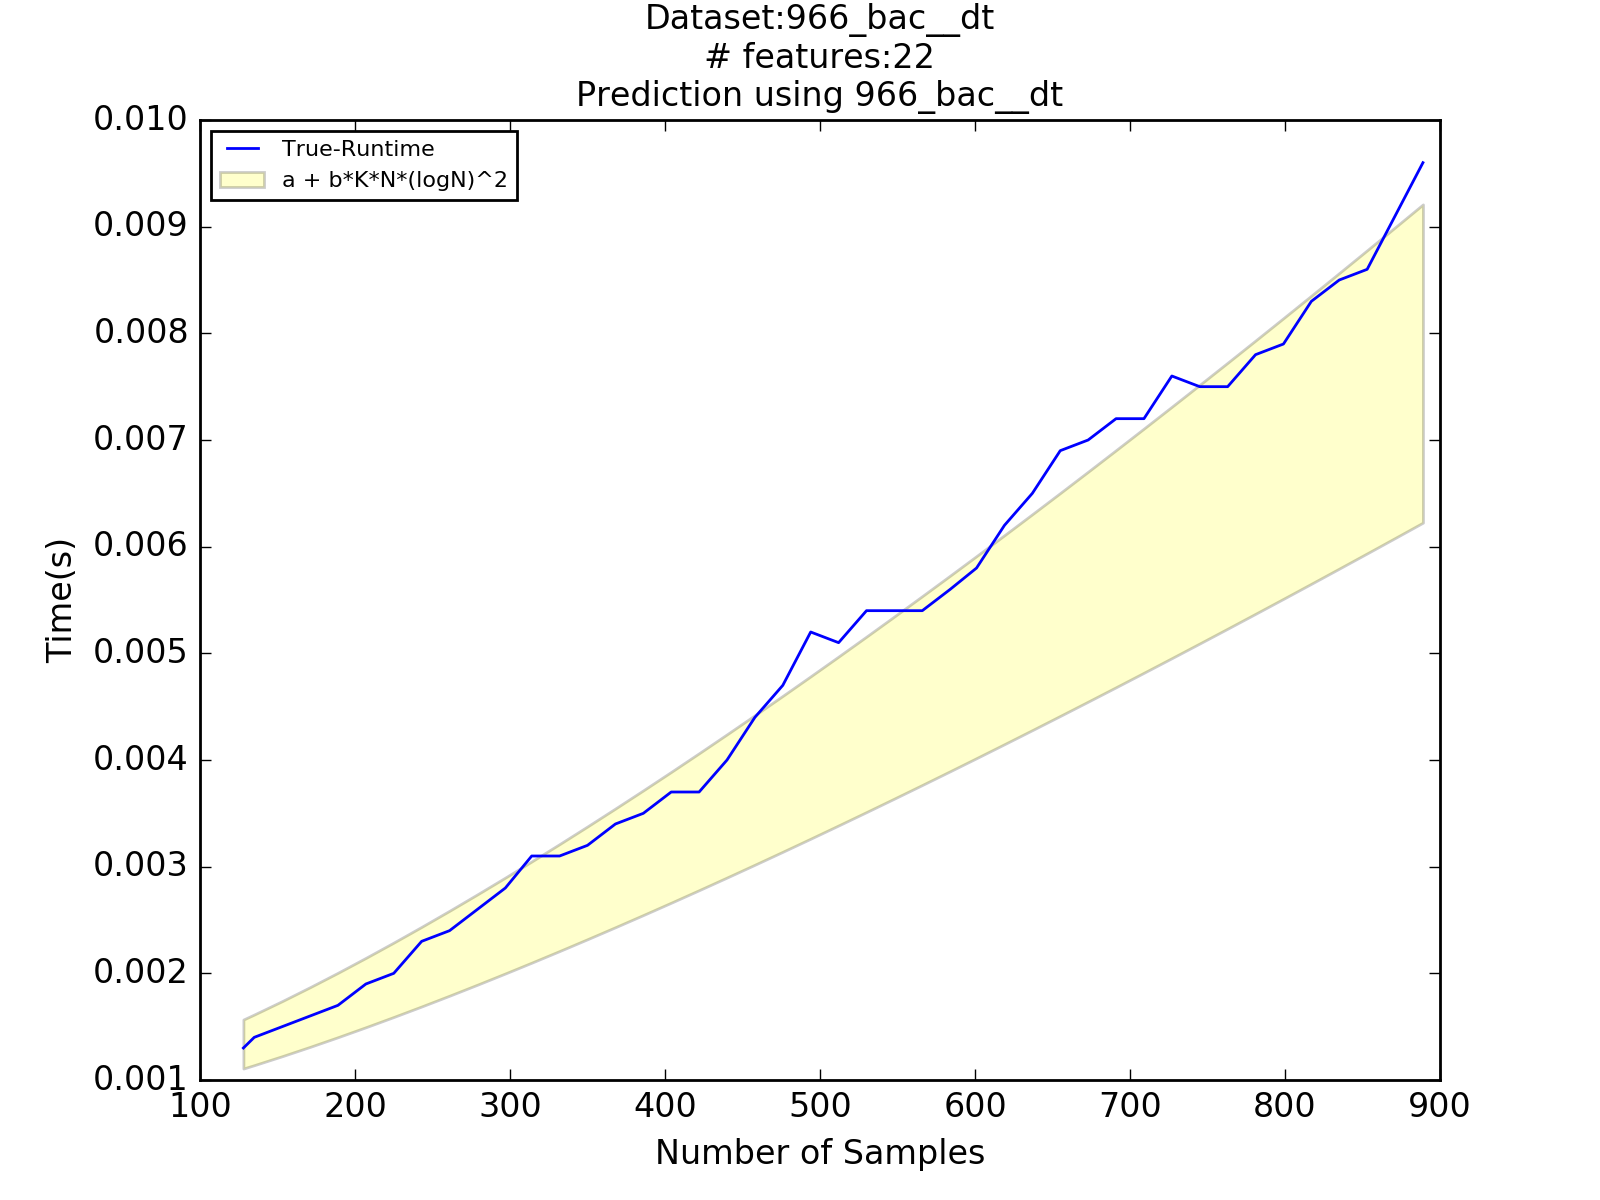 Dataset:966_bac__dt
# features:22
Prediction using 966_bac__dt
True-Runtime
a + b*K*N*(logN)^2
0.010
0.009
0.008
0.007
0.006
0.005
0.004
0.003
0.002
0.001
Time(s)
100 200 300 400 500 600 700 800 900
Number of Samples